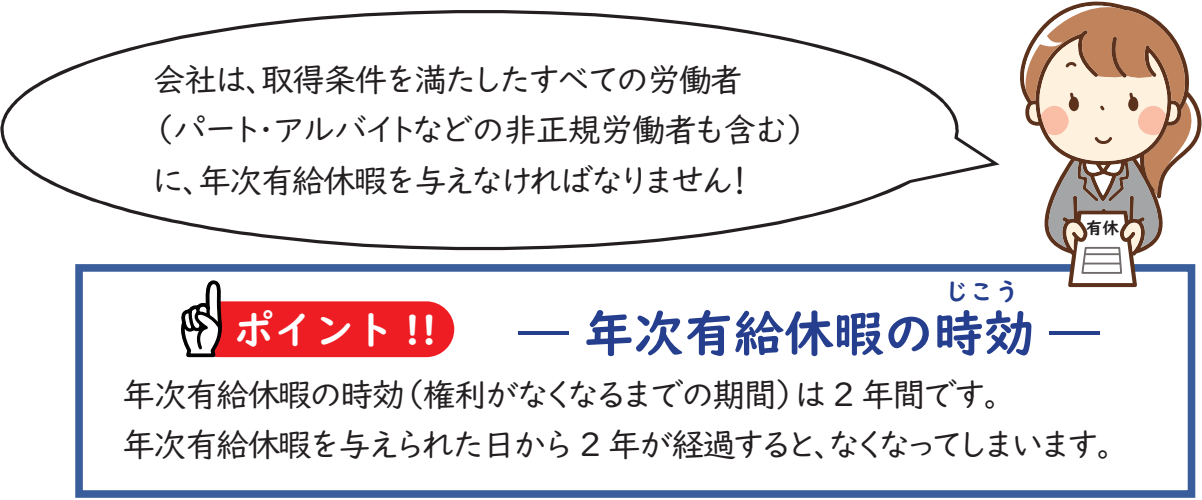 会社は、取得条件を満たしたすべての労働者
（パート・アルバイトなどの非正規労働者も含む）
に、年次有給休暇を与えなければなりません！
有休
ポイント!!
じこう
― 年次有給休暇の時効 ―
年次有給休暇の時効（権利がなくなるまでの期間）は 2 年間です。
年次有給休暇を与えられた日から 2 年が経過すると、なくなってしまいます。